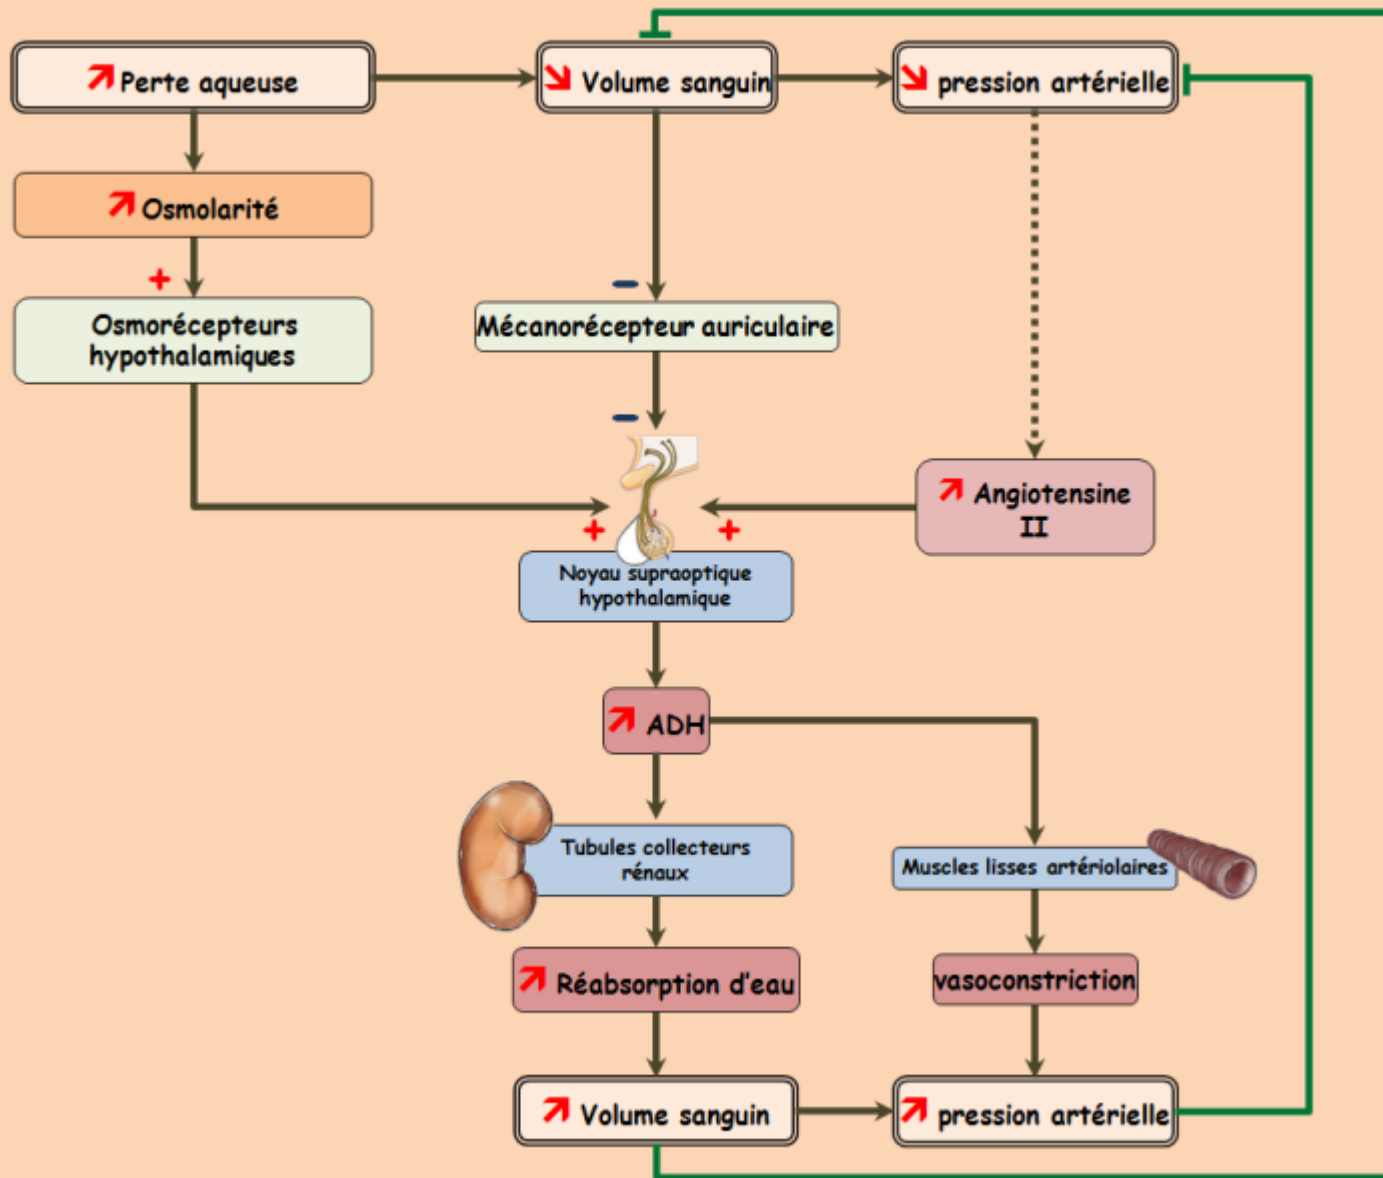 Perte aqueuse
Volume sanguin
pression artérielle
Osmolarité
+
Osmorécepteurs
hypothalamiques
–
Mécanorécepteur auriculaire
–
Angiotensine
II
+ +
Noyau supraoptique
hypothalamique
ADH
Tubules collecteurs
rénaux
Muscles lisses artériolaires
Réabsorption d'eau
vasoconstriction
Volume sanguin
pression artérielle